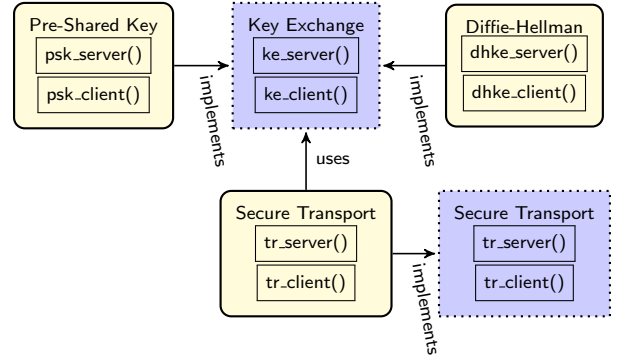 Pre-Shared Key
psk_server()
psk_client()
implements
Key Exchange
ke_server()
ke_client()
implements
Diffie-Hellman
dhke_server()
dhke_client()
uses
Secure Transport
tr_server()
tr_client()
implements
Secure Transport
tr_server()
tr_client()